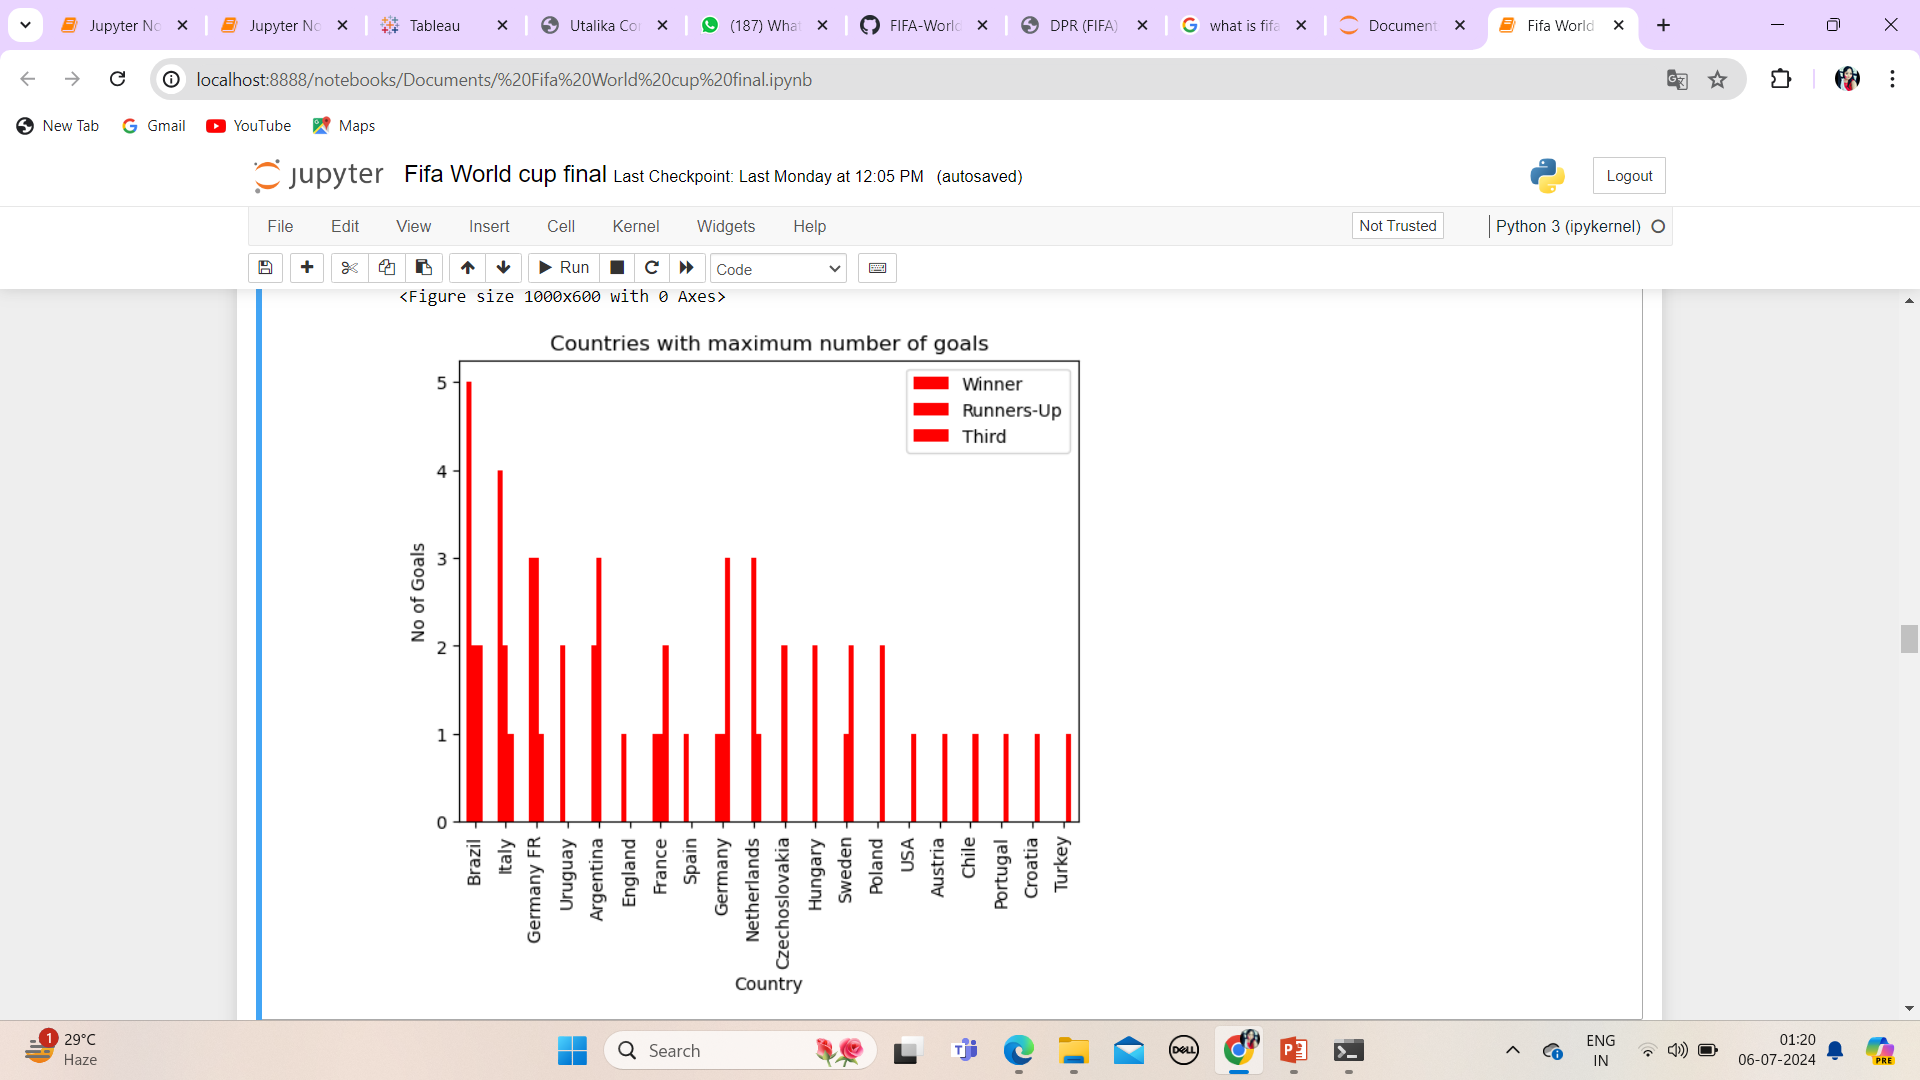 Jupyter No
Jupyter No
Tableau
Utalika Co
(187) What
FIFA-World
DPR (FIFA)
what is fifa
Document
Fifa World
localhost:8888/notebooks/Documents/%20Fifa%20World%20cup%20final.ipynb
New Tab
Gmail
YouTube
Maps
jupyter
Fifa World cup final Last Checkpoint: Last Monday at 12:05 PM (autosaved)
Logout
File
Edit
View
Insert
Cell
Kernel
Widgets
Help
Not Trusted
Python 3 (ipykernel)
Run
Code
<Figure size 1000x600 with 0 Axes>
Countries with maximum number of goals
Winner
Runners-Up
Third
5
4
3
2
1
0
No of Goals
Brazil
Italy
Germany FR
Uruguay
Argentina
England
France
Spain
Germany
Netherlands
Czechoslovakia
Hungary
Sweden
Poland
USA
Austria
Chile
Portugal
Croatia
Turkey
Country
1
29°C
Haze
Search
DELL
ENG
IN
01:20
06-07-2024
PRE